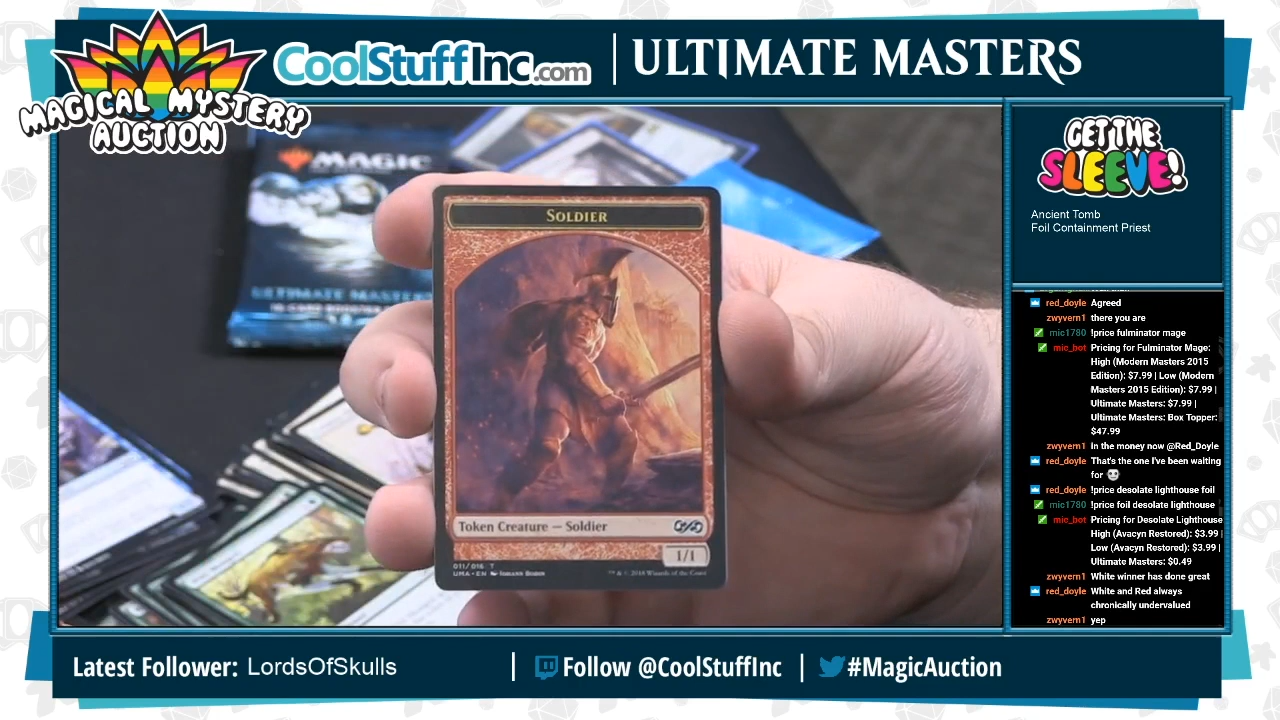 MAGICAL MYSTERY
AUCTION
CoolStuffInc.com
ULTIMATE MASTERS
MAGIC
ULTIMATE MASTERS
SOLDIER
Token Creature — Soldier
1/1
011/016 T
UMA • EN
™ & © 2018 Wizards of the Coast
GET THE
SLEEVE!
Ancient Tomb
Foil Containment Priest
red_doyle Agreed
zwyvern1 there you are
mic1780 !price fulminator mage
mic_bot Pricing for Fulminator Mage:
High (Modern Masters 2015
Edition): $7.99 | Low (Modern
Masters 2015 Edition): $7.99 |
Ultimate Masters: $7.99 |
Ultimate Masters: Box Topper:
$47.99
zwyvern1 In the money now @Red_Doyle
red_doyle That's the one I've been waiting
for
red_doyle !price desolate lighthouse foil
mic1780 !price foil desolate lighthouse
mic_bot Pricing for Desolate Lighthouse
High (Avacyn Restored): $3.99 |
Low (Avacyn Restored): $3.99 |
Ultimate Masters: $0.49
zwyvern1 White winner has done great
red_doyle White and Red always
chronically undervalued
zwyvern1 yep
Latest Follower: LordsOfSkulls
Follow @CoolStuffInc
#MagicAuction